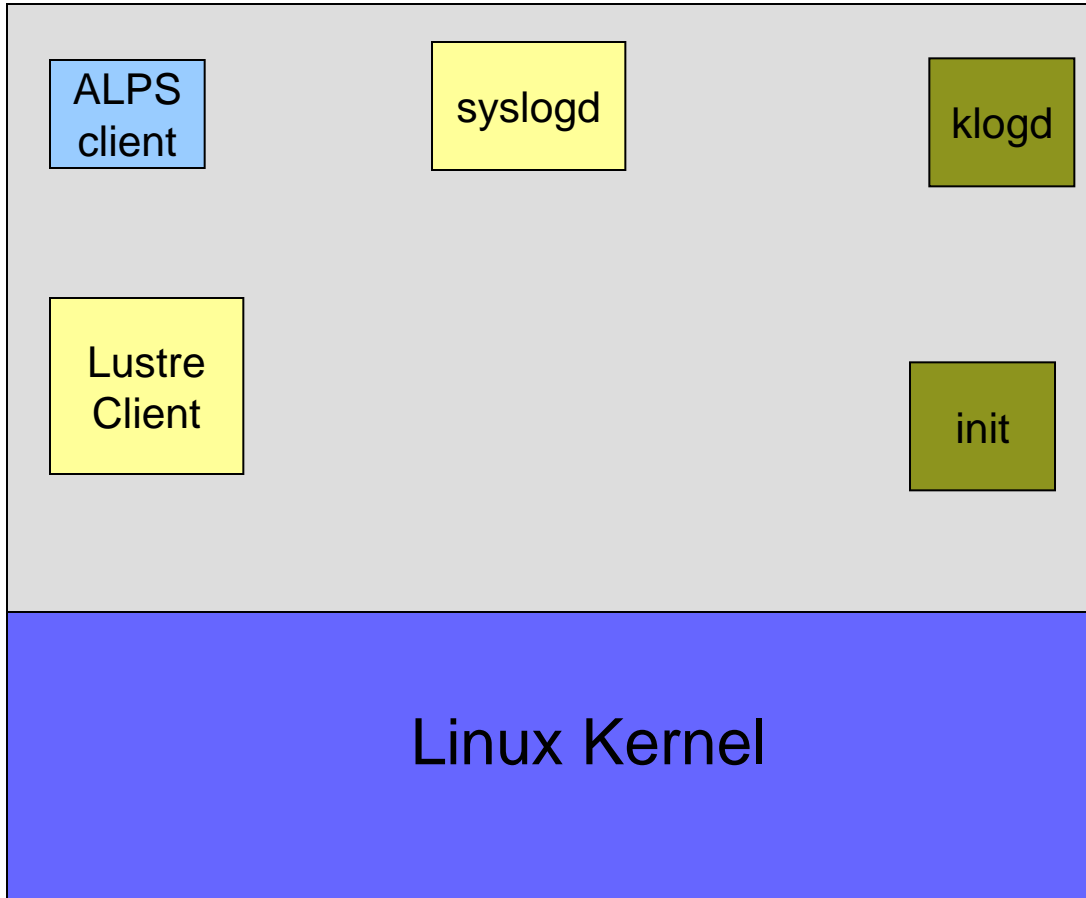 ALPS
client
syslogd
klogd
Lustre
Client
init
Linux Kernel